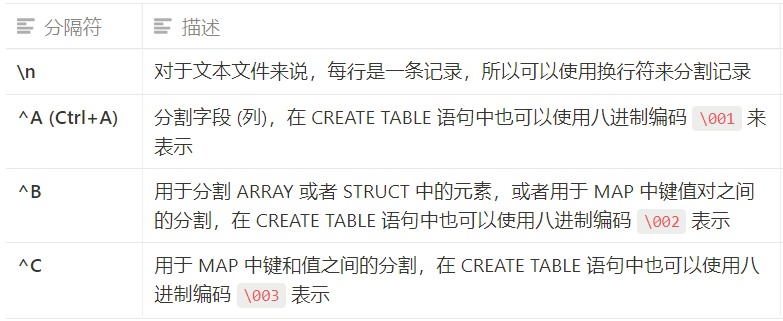 分隔符 描述
\n 对于文本文件来说，每行是一条记录，所以可以使用换行符来分割记录
^A (Ctrl+A) 分割字段 (列)，在 CREATE TABLE 语句中也可以使用八进制编码 \001 来
表示
^B 用于分割 ARRAY 或者 STRUCT 中的元素，或者用于 MAP 中键值对之间
的分割，在 CREATE TABLE 语句中也可以使用八进制编码 \002 表示
^C 用于 MAP 中键和值之间的分割，在 CREATE TABLE 语句中也可以使用八
进制编码 \003 表示